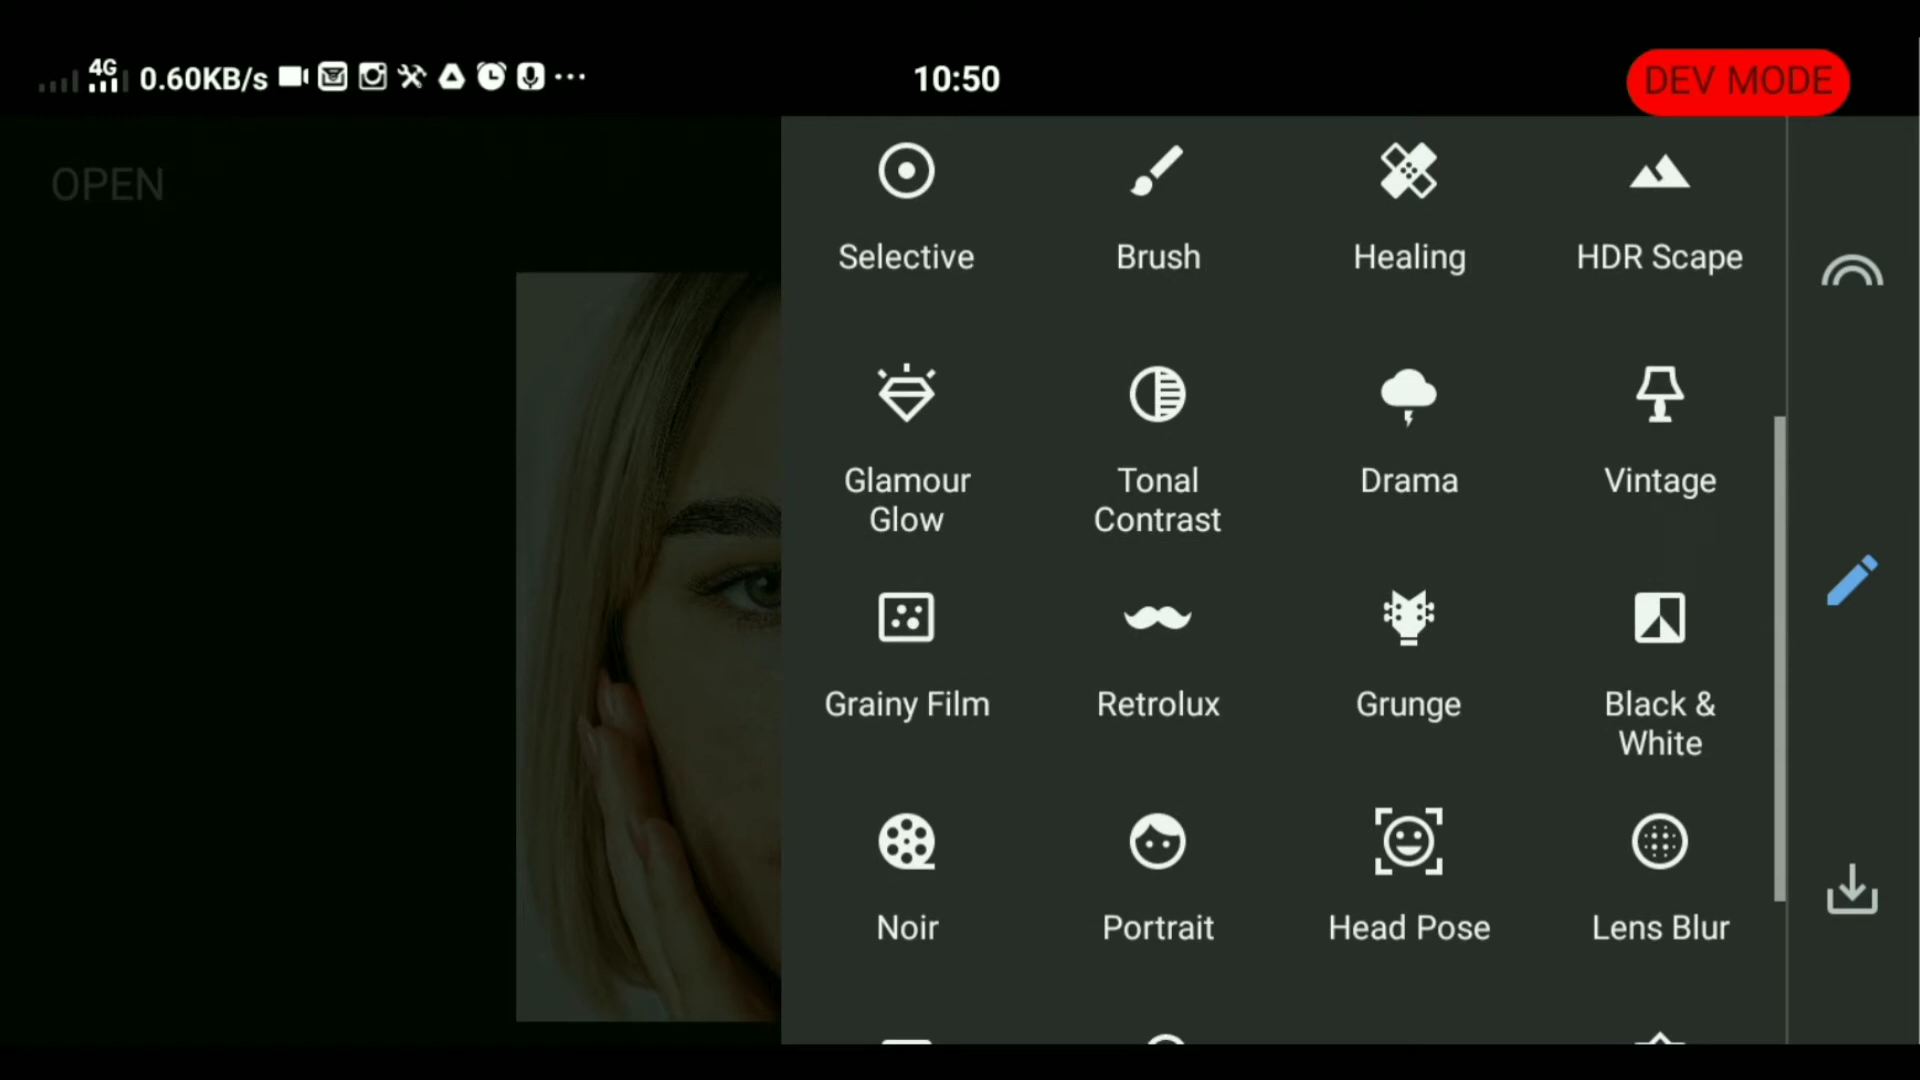 4G 0.60KB/s ... 10:50 DEV MODE
OPEN
Selective Brush Healing HDR Scape
Glamour Glow Tonal Contrast Drama Vintage
Grainy Film Retrolux Grunge Black & White
Noir Portrait Head Pose Lens Blur